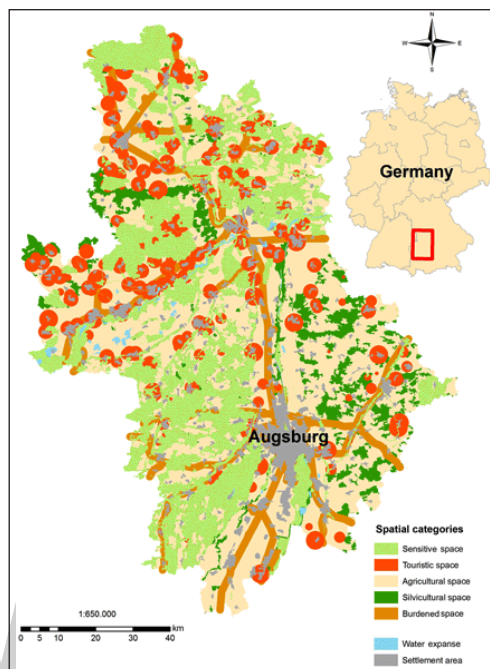 N
W E
S
Germany
Augsburg
Spatial categories
Sensitive space
Touristic space
Agricultural space
Silvicultural space
Burdened space
Water expanse
Settlement area
1:650.000
km
0 5 10 20 30 40